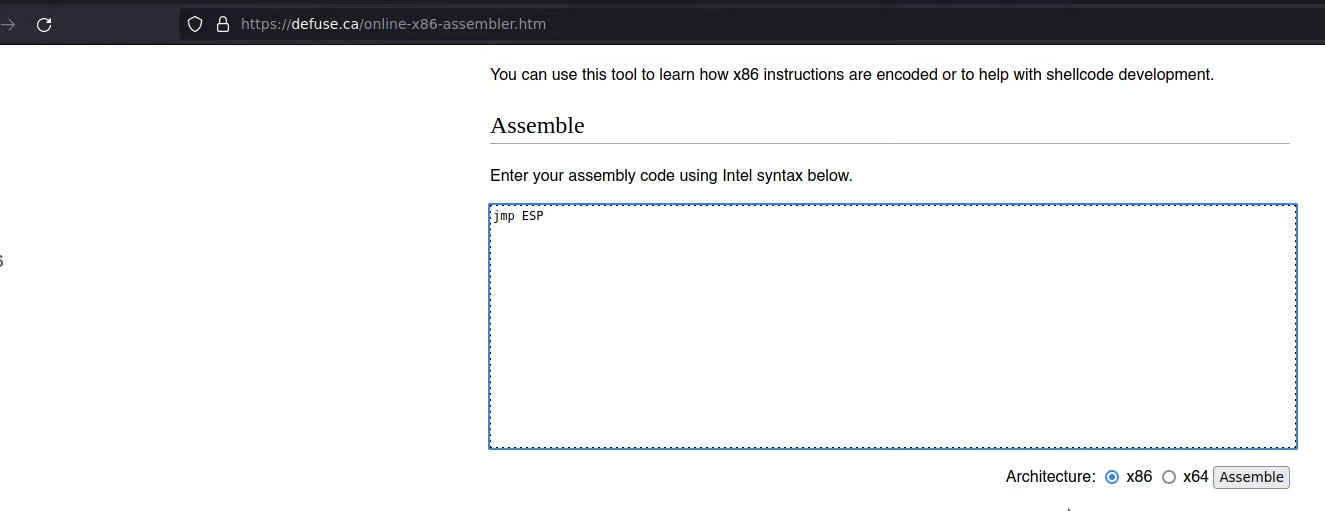 https://defuse.ca/online-x86-assembler.htm
You can use this tool to learn how x86 instructions are encoded or to help with shellcode development.
Assemble
Enter your assembly code using Intel syntax below.
jmp ESP
Architecture: x86 x64 Assemble